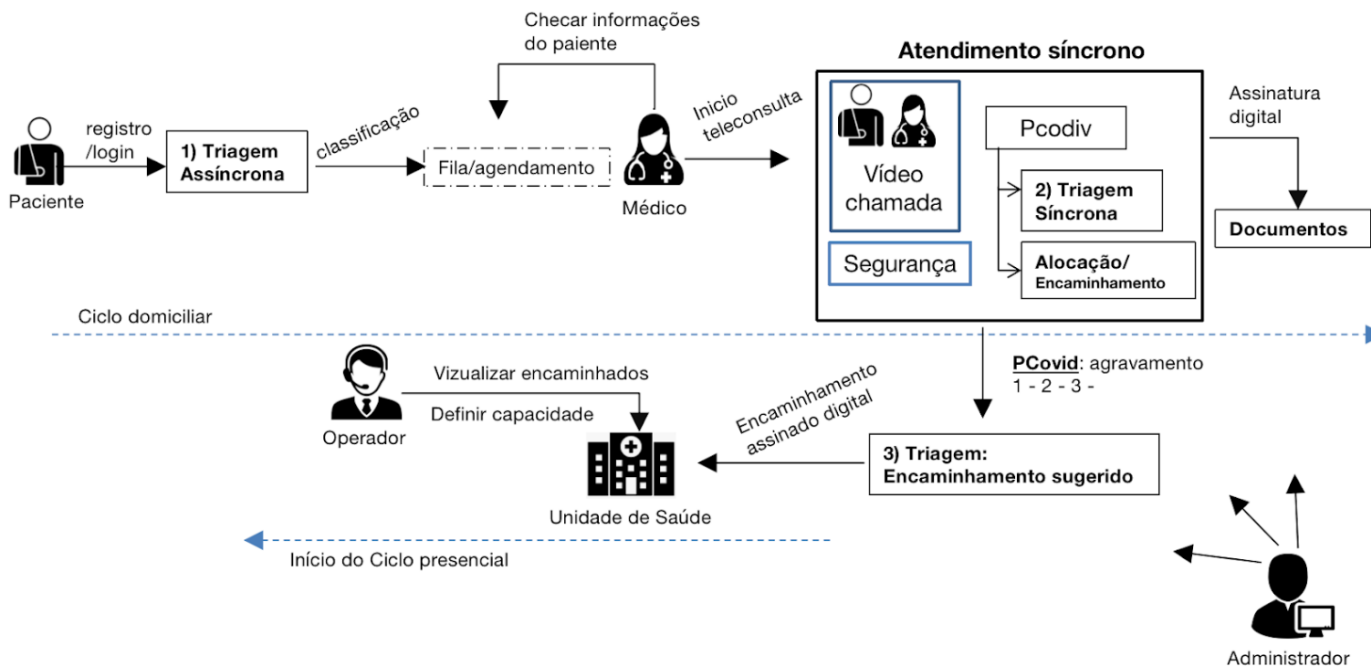 Checar informações
do paiente
Atendimento síncrono
registro
/login
1) Triagem
Assíncrona
classificação
Fila/agendamento
Inicio
teleconsulta
Paciente
Médico
Vídeo
chamada
Segurança
Pcodiv
2) Triagem
Síncrona
Alocação/
Encaminhamento
Assinatura
digital
Documentos
Ciclo domiciliar
PCovid: agravamento
1 - 2 - 3 -
Vizualizar encaminhados
Definir capacidade
Operador
Encaminhamento
assinado digital
3) Triagem:
Encaminhamento sugerido
Unidade de Saúde
Início do Ciclo presencial
Administrador